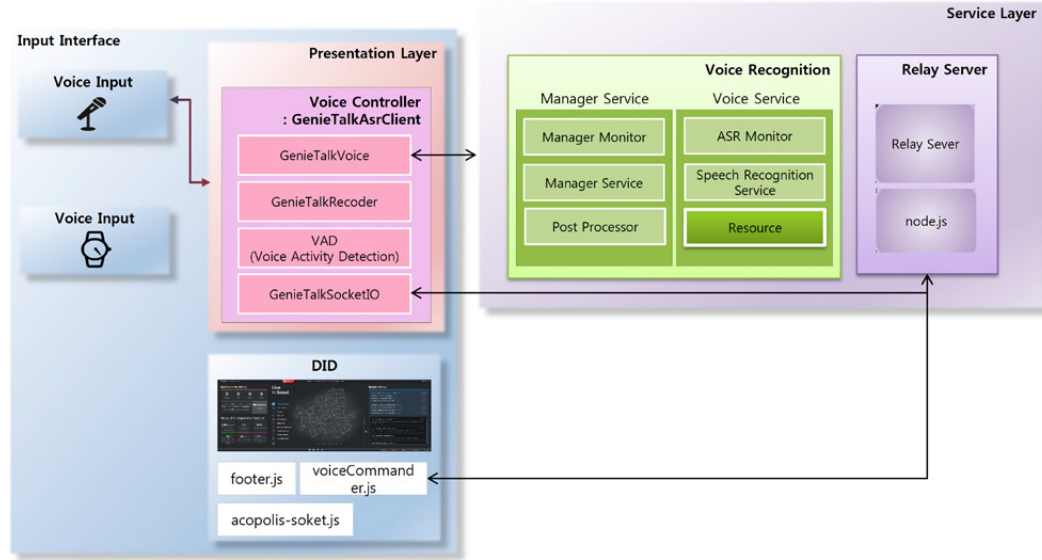 Service Layer
Input Interface
Voice Input
Voice Input
Presentation Layer
Voice Controller
: GenieTalkAsrClient
GenieTalkVoice
GenieTalkRecoder
VAD
(Voice Activity Detection)
GenieTalkSocketIO
Voice Recognition
Manager Service
Manager Monitor
Manager Service
Post Processor
Voice Service
ASR Monitor
Speech Recognition
Service
Resource
Relay Server
Relay Sever
node.js
DID
Live
footer.js
voiceCommand
er.js
acopolis-soket.js